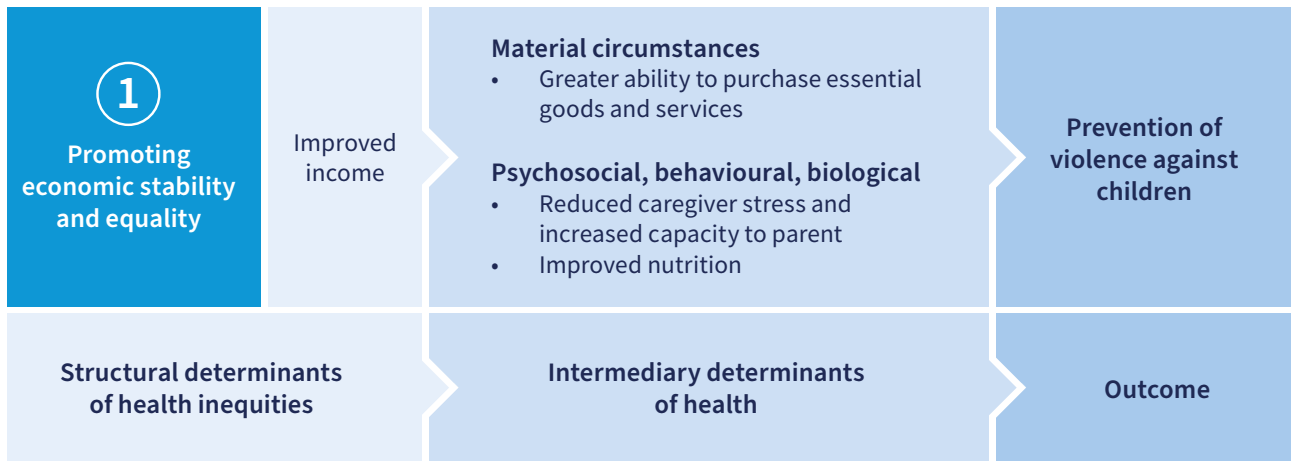 1
Promoting
economic stability
and equality
Improved
income
Material circumstances
• Greater ability to purchase essential
goods and services
Psychosocial, behavioural, biological
• Reduced caregiver stress and
increased capacity to parent
• Improved nutrition
Prevention of
violence against
children
Structural determinants
of health inequities
Intermediary determinants
of health
Outcome